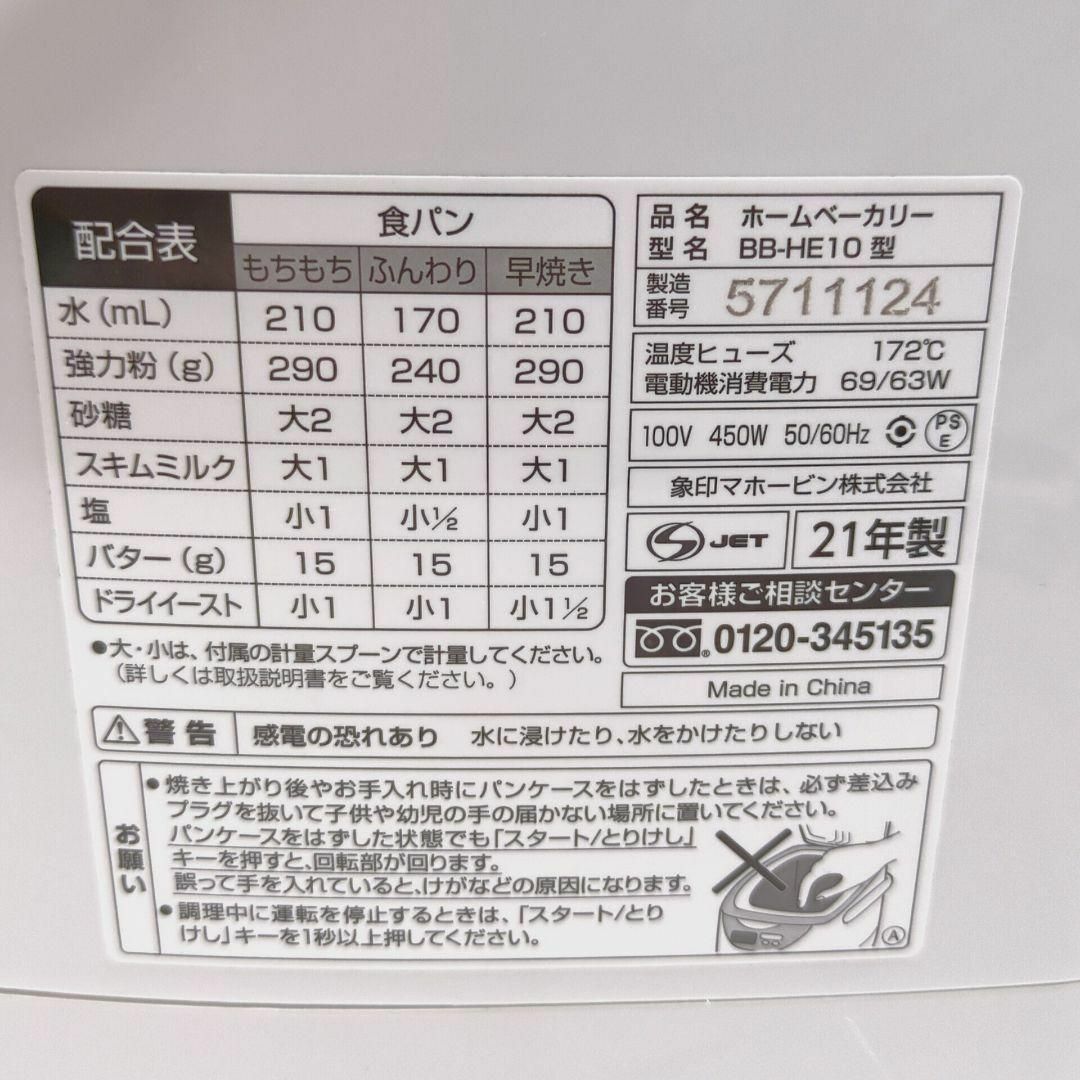 配合表 食パン
もちもち ふんわり 早焼き
水(mL) 210 170 210
強力粉(g) 290 240 290
砂糖 大2 大2 大2
スキムミルク 大1 大1 大1
塩 小1 小½ 小1
バター(g) 15 15 15
ドライイースト 小1 小1 小1½
●大・小は、付属の計量スプーンで計量してください。
(詳しくは取扱説明書をご覧ください。)
品名 ホームベーカリー
型名 BB-HE10 型
製造番号 5711124
温度ヒューズ 172℃
電動機消費電力 69/63W
100V 450W 50/60Hz PSE
象印マホービン株式会社
S JET 21年製
お客様ご相談センター
0120-345135
Made in China
警告 感電の恐れあり 水に浸けたり、水をかけたりしない
お願い
●焼き上がり後やお手入れ時にパンケースをはずしたときは、必ず差込み
プラグを抜いて子供や幼児の手の届かない場所に置いてください。
パンケースをはずした状態でも「スタート/とりけし」
キーを押すと、回転部が回ります。
誤って手を入れていると、けがなどの原因になります。
●調理中に運転を停止するときは、「スタート/とり
けし」キーを1秒以上押してください。
A